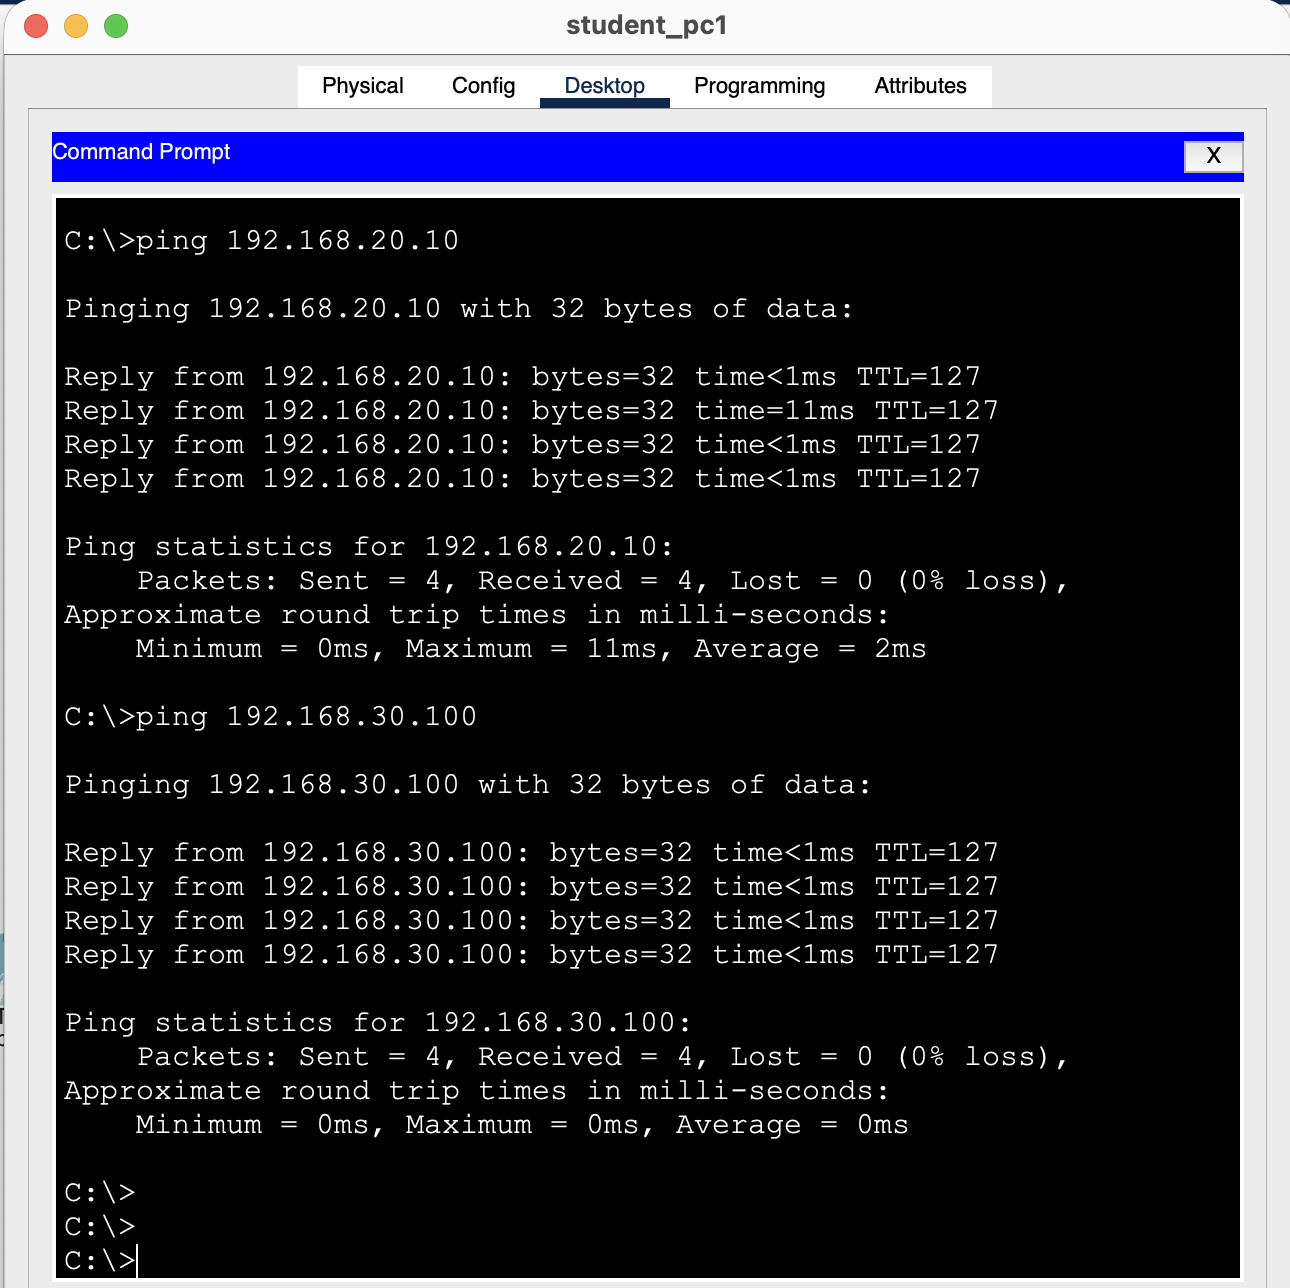 student_pc1
Physical Config Desktop Programming Attributes
Command Prompt X
C:\>ping 192.168.20.10
Pinging 192.168.20.10 with 32 bytes of data:
Reply from 192.168.20.10: bytes=32 time<1ms TTL=127
Reply from 192.168.20.10: bytes=32 time=11ms TTL=127
Reply from 192.168.20.10: bytes=32 time<1ms TTL=127
Reply from 192.168.20.10: bytes=32 time<1ms TTL=127
Ping statistics for 192.168.20.10:
Packets: Sent = 4, Received = 4, Lost = 0 (0% loss),
Approximate round trip times in milli-seconds:
Minimum = 0ms, Maximum = 11ms, Average = 2ms
C:\>ping 192.168.30.100
Pinging 192.168.30.100 with 32 bytes of data:
Reply from 192.168.30.100: bytes=32 time<1ms TTL=127
Reply from 192.168.30.100: bytes=32 time<1ms TTL=127
Reply from 192.168.30.100: bytes=32 time<1ms TTL=127
Reply from 192.168.30.100: bytes=32 time<1ms TTL=127
Ping statistics for 192.168.30.100:
Packets: Sent = 4, Received = 4, Lost = 0 (0% loss),
Approximate round trip times in milli-seconds:
Minimum = 0ms, Maximum = 0ms, Average = 0ms
C:\>
C:\>
C:\>